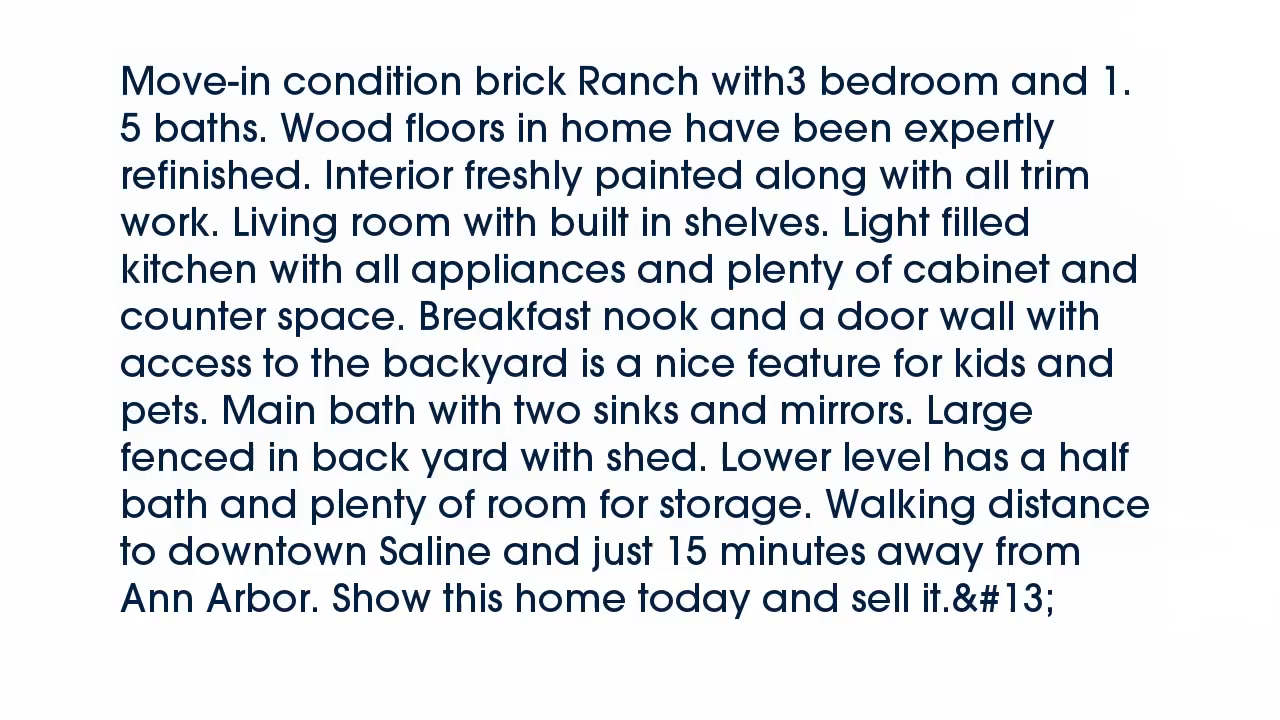 Move-in condition brick Ranch with3 bedroom and 1.
5 baths. Wood floors in home have been expertly
refinished. Interior freshly painted along with all trim
work. Living room with built in shelves. Light filled
kitchen with all appliances and plenty of cabinet and
counter space. Breakfast nook and a door wall with
access to the backyard is a nice feature for kids and
pets. Main bath with two sinks and mirrors. Large
fenced in back yard with shed. Lower level has a half
bath and plenty of room for storage. Walking distance
to downtown Saline and just 15 minutes away from
Ann Arbor. Show this home today and sell it.&#13;